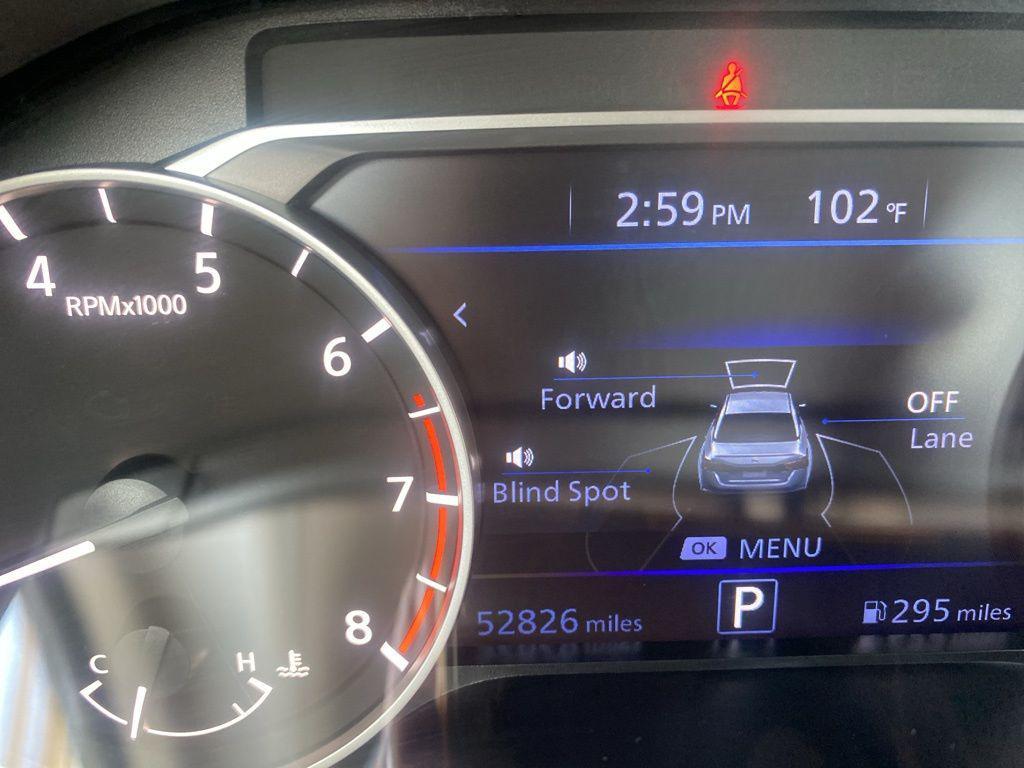 2:59 PM 102 °F
4
5
RPMx1000
6
7
8
Forward
OFF
Lane
Blind Spot
OK MENU
52826 miles
P
295 miles
C
H